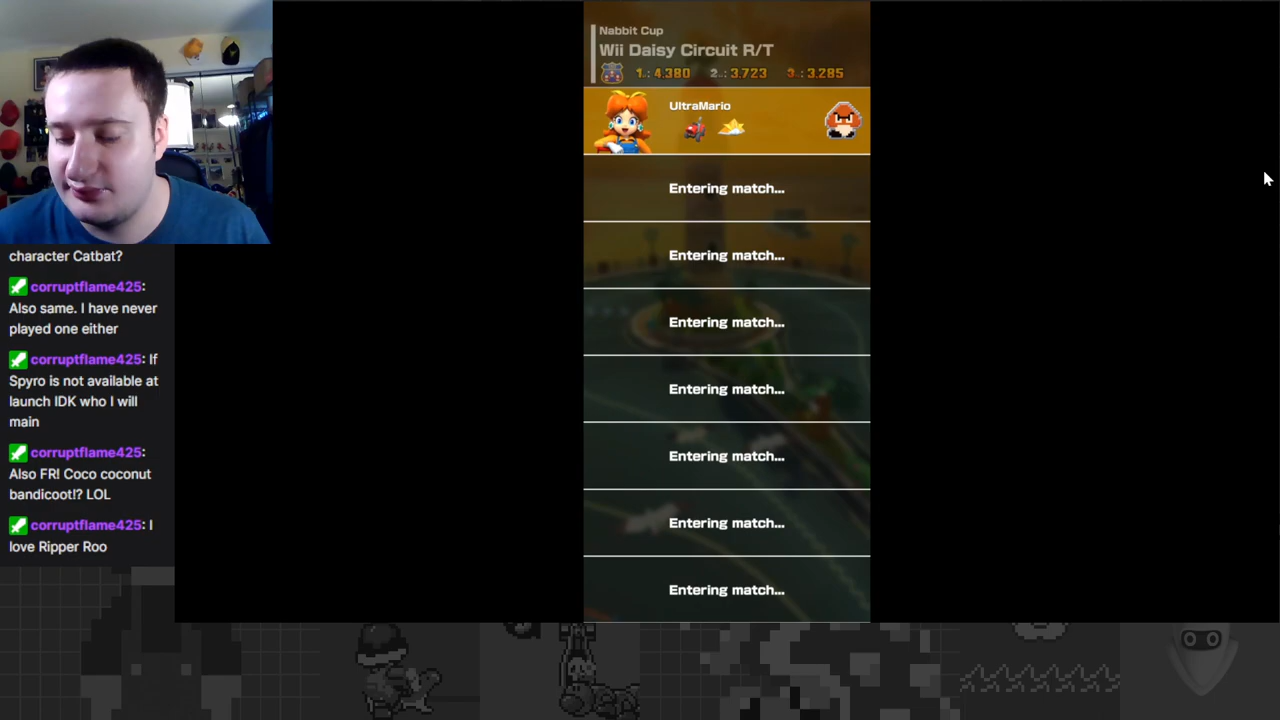 Nabbit Cup
Wii Daisy Circuit R/T
1.: 4.380 2.: 3.723 3.: 3.285
UltraMario
Entering match...
Entering match...
Entering match...
Entering match...
Entering match...
Entering match...
Entering match...
character Catbat?
corruptflame425:
Also same. I have never
played one either
corruptflame425: If
Spyro is not available at
launch IDK who I will
main
corruptflame425:
Also FR! Coco coconut
bandicoot!? LOL
corruptflame425: I
love Ripper Roo